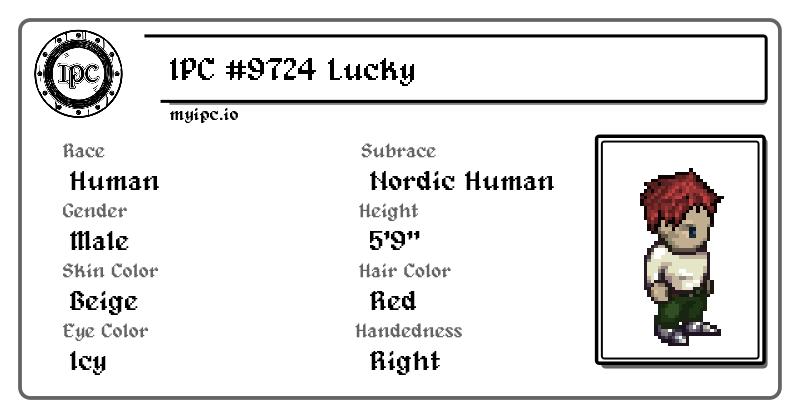 IPC
IPC #9724 Lucky
myipc.io
Race
Human
Subrace
Nordic Human
Gender
Male
Height
5'9"
Skin Color
Beige
Hair Color
Red
Eye Color
Icy
Handedness
Right